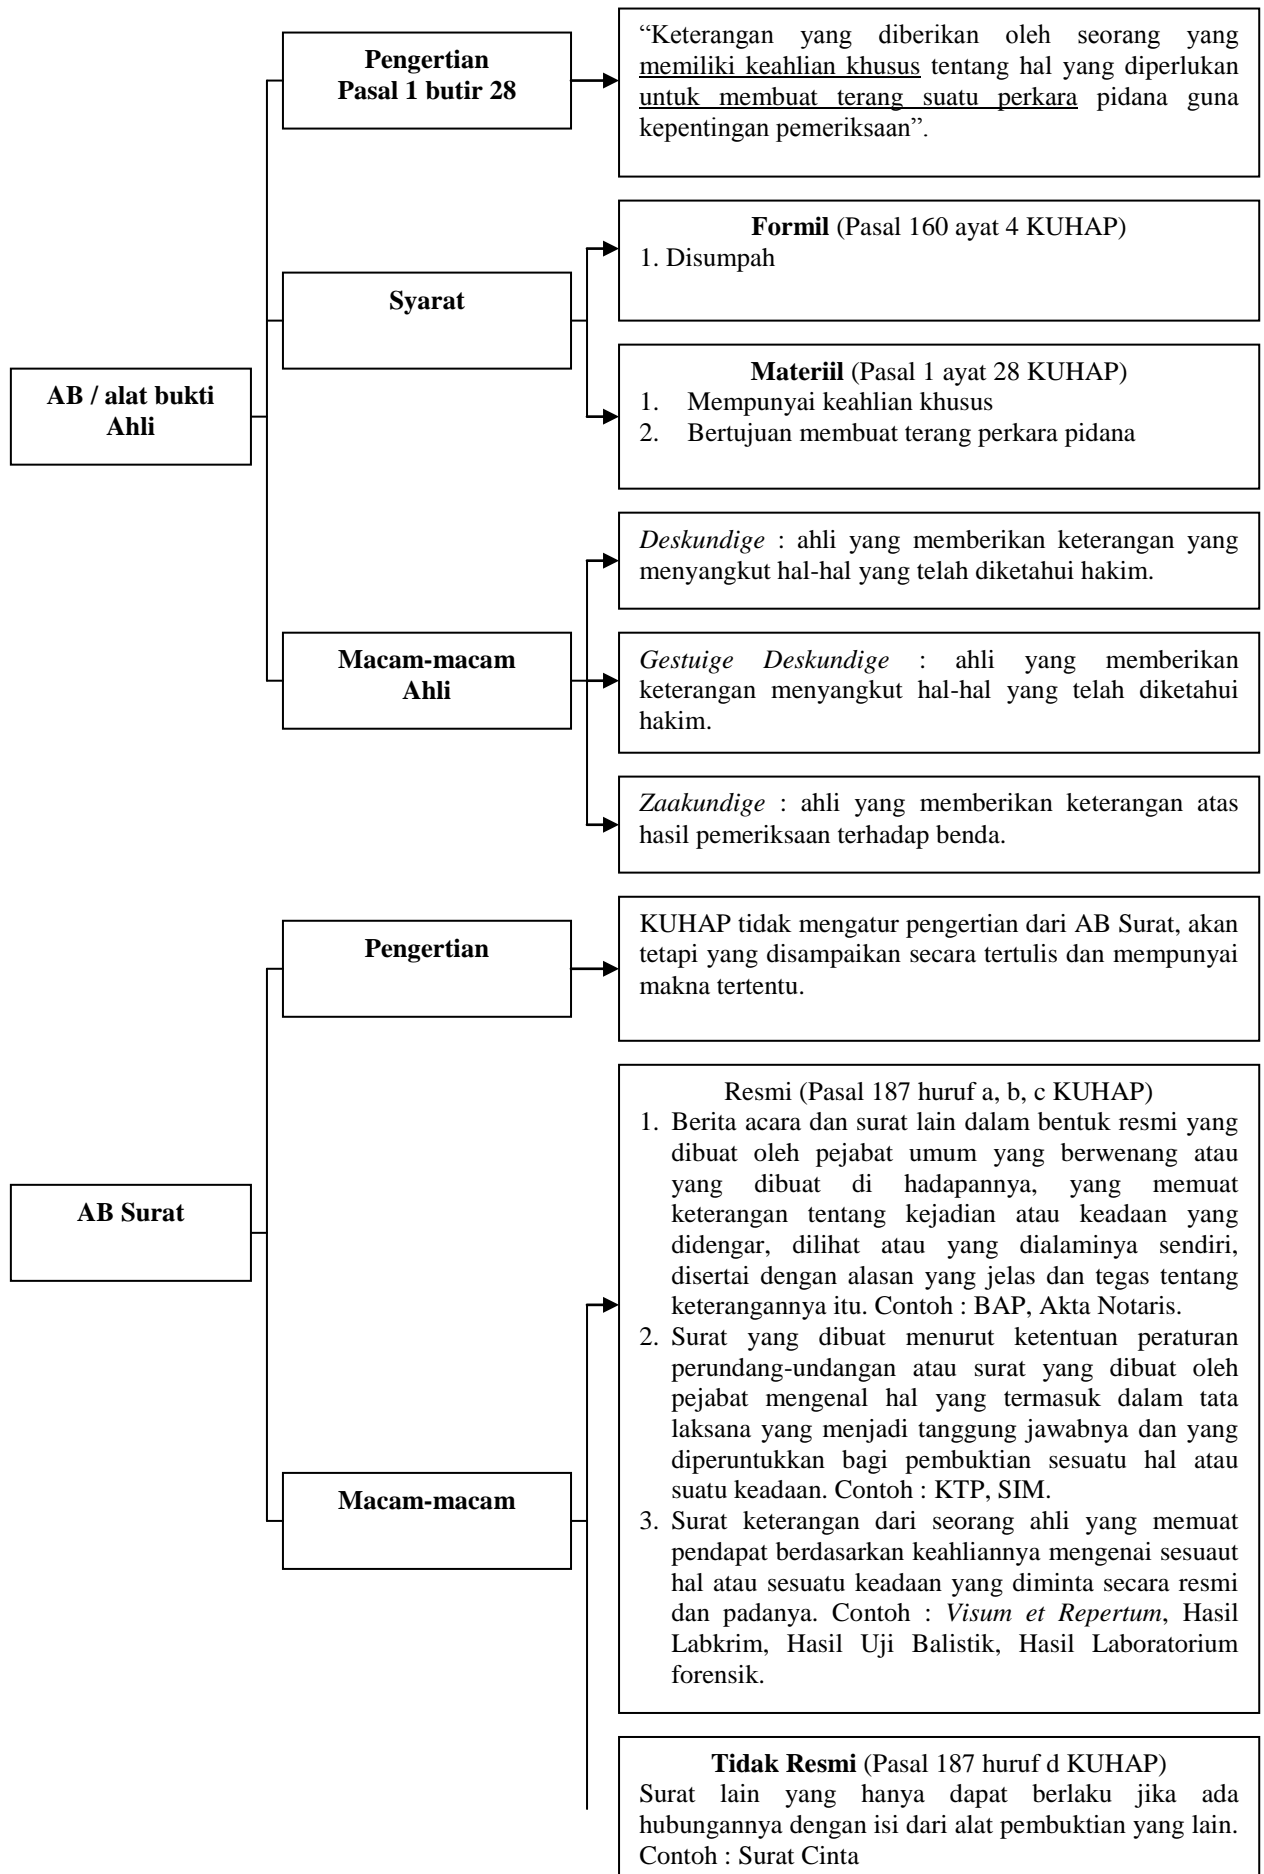 Pengertian
Pasal 1 butir 28
“Keterangan yang diberikan oleh seorang yang
memiliki keahlian khusus tentang hal yang diperlukan
untuk membuat terang suatu perkara pidana guna
kepentingan pemeriksaan”.
Formil (Pasal 160 ayat 4 KUHAP)
1. Disumpah
Syarat
Materiil (Pasal 1 ayat 28 KUHAP)
1. Mempunyai keahlian khusus
2. Bertujuan membuat terang perkara pidana
AB / alat bukti
Ahli
Deskundige : ahli yang memberikan keterangan yang
menyangkut hal-hal yang telah diketahui hakim.
Macam-macam
Ahli
Gestuige Deskundige : ahli yang memberikan
keterangan menyangkut hal-hal yang telah diketahui
hakim.
Zaakundige : ahli yang memberikan keterangan atas
hasil pemeriksaan terhadap benda.
Pengertian
KUHAP tidak mengatur pengertian dari AB Surat, akan
tetapi yang disampaikan secara tertulis dan mempunyai
makna tertentu.
AB Surat
Resmi (Pasal 187 huruf a, b, c KUHAP)
1. Berita acara dan surat lain dalam bentuk resmi yang
dibuat oleh pejabat umum yang berwenang atau
yang dibuat di hadapannya, yang memuat
keterangan tentang kejadian atau keadaan yang
didengar, dilihat atau yang dialaminya sendiri,
disertai dengan alasan yang jelas dan tegas tentang
keterangannya itu. Contoh : BAP, Akta Notaris.
2. Surat yang dibuat menurut ketentuan peraturan
perundang-undangan atau surat yang dibuat oleh
pejabat mengenal hal yang termasuk dalam tata
laksana yang menjadi tanggung jawabnya dan yang
diperuntukkan bagi pembuktian sesuatu hal atau
suatu keadaan. Contoh : KTP, SIM.
3. Surat keterangan dari seorang ahli yang memuat
pendapat berdasarkan keahliannya mengenai sesuaut
hal atau sesuatu keadaan yang diminta secara resmi
dan padanya. Contoh : Visum et Repertum, Hasil
Labkrim, Hasil Uji Balistik, Hasil Laboratorium
forensik.
Macam-macam
Tidak Resmi (Pasal 187 huruf d KUHAP)
Surat lain yang hanya dapat berlaku jika ada
hubungannya dengan isi dari alat pembuktian yang lain.
Contoh : Surat Cinta